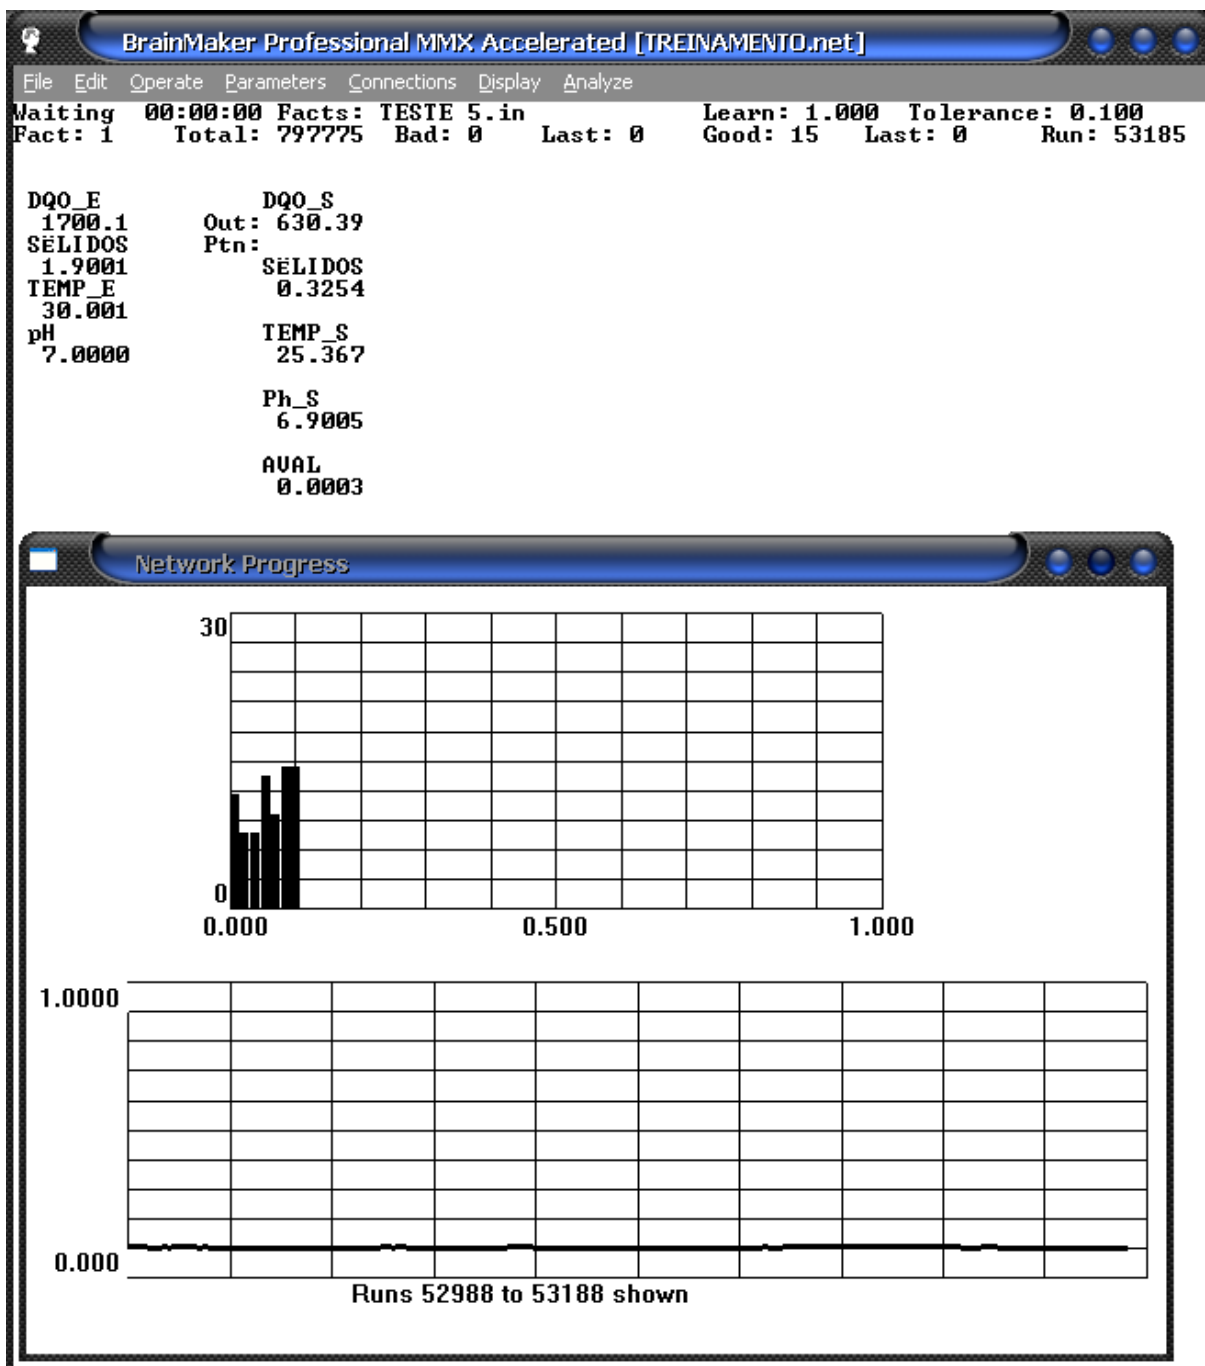 BrainMaker Professional MMX Accelerated [TREINAMENTO.net]
File Edit Operate Parameters Connections Display Analyze
Waiting 00:00:00 Facts: TESTE 5.in Learn: 1.000 Tolerance: 0.100
Fact: 1 Total: 797775 Bad: 0 Last: 0 Good: 15 Last: 0 Run: 53185
DQO_E DQO_S
1700.1 Out: 630.39
SËLIDOS Ptn:
1.9001 SËLIDOS
TEMP_E 0.3254
30.001
pH TEMP_S
7.0000 25.367
Ph_S
6.9005
AVAL
0.0003
Network Progress
30
0
0.000 0.500 1.000
1.0000
0.000
Runs 52988 to 53188 shown